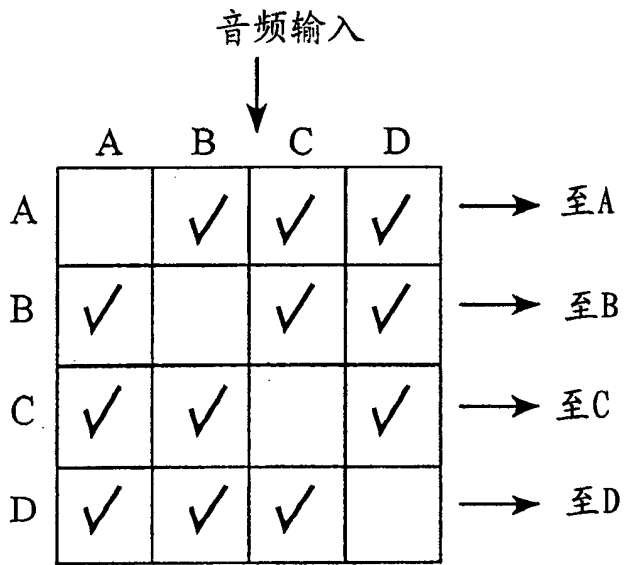 音频输入
A B C D
A ✓ ✓ ✓ 至A
B ✓ ✓ ✓ 至B
C ✓ ✓ ✓ 至C
D ✓ ✓ ✓ 至D